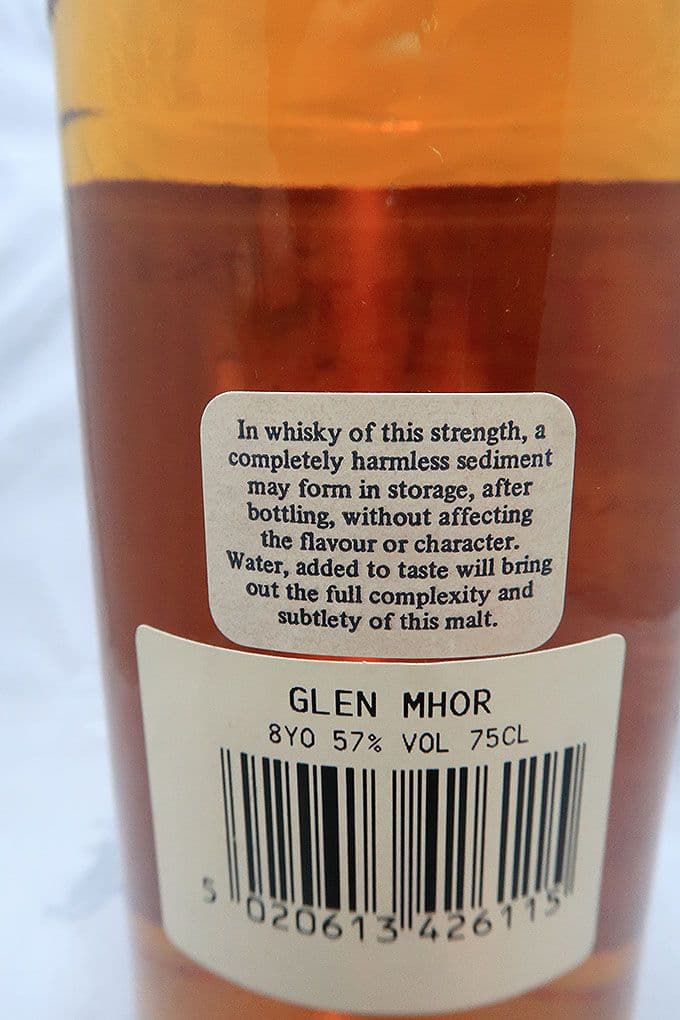 In whisky of this strength, a
completely harmless sediment
may form in storage, after
bottling, without affecting
the flavour or character.
Water, added to taste will bring
out the full complexity and
subtlety of this malt.
GLEN MHOR
8YO 57% VOL 75CL
5 020613 426115